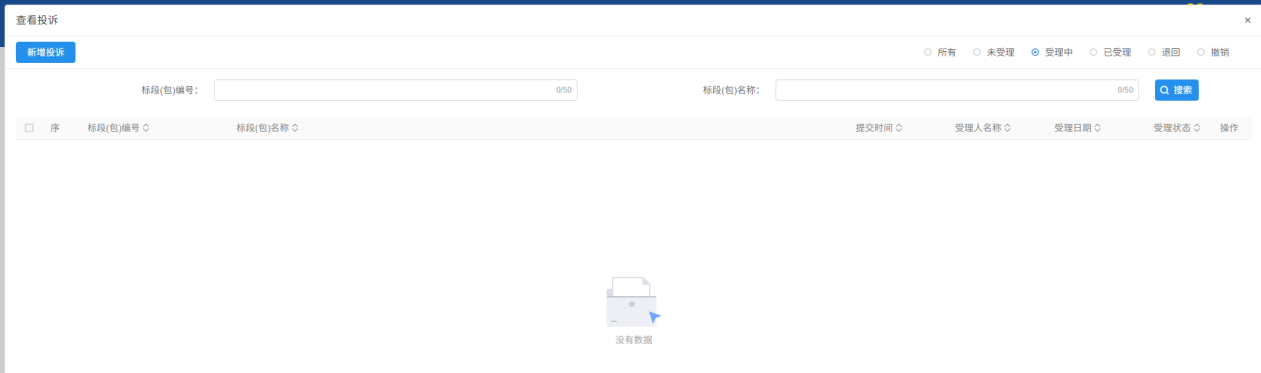 查看投诉
新增投诉 所有 未受理 受理中 已受理 退回 撤销
标段(包)编号： 0/50 标段(包)名称： 0/50 搜索
序 标段(包)编号 标段(包)名称 提交时间 受理人名称 受理日期 受理状态 操作
没有数据